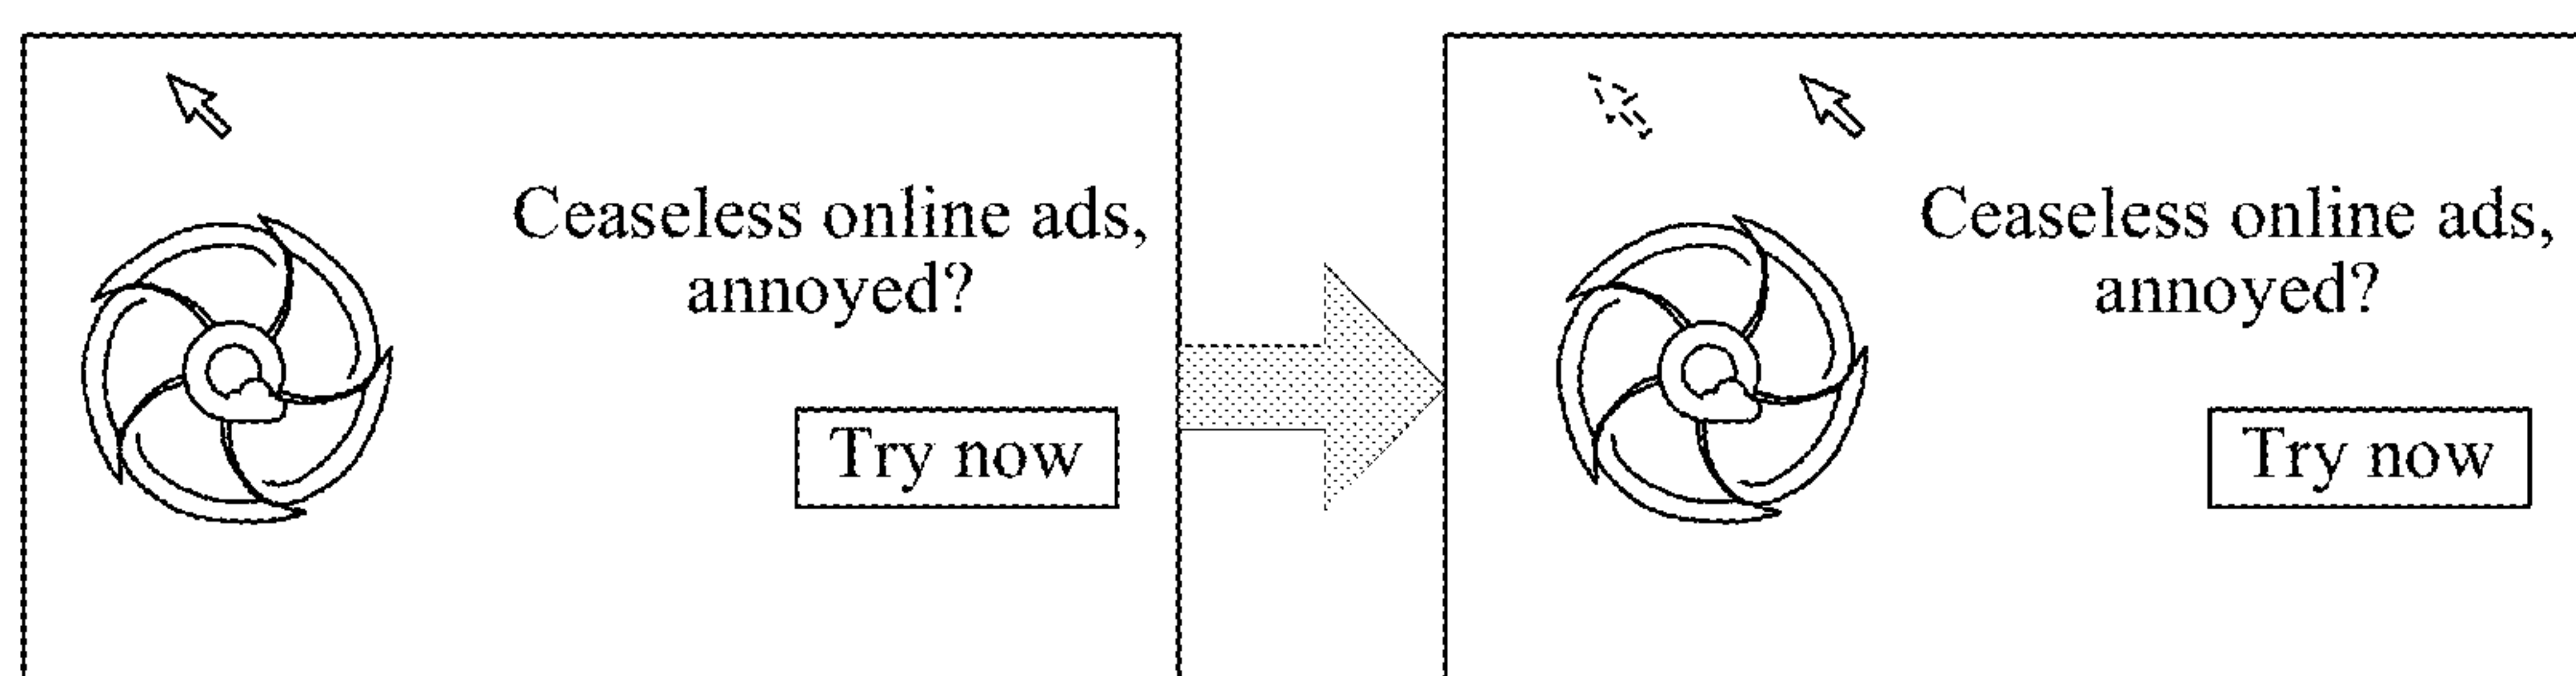 Ceaseless online ads,
annoyed?
Try now
Ceaseless online ads,
annoyed?
Try now